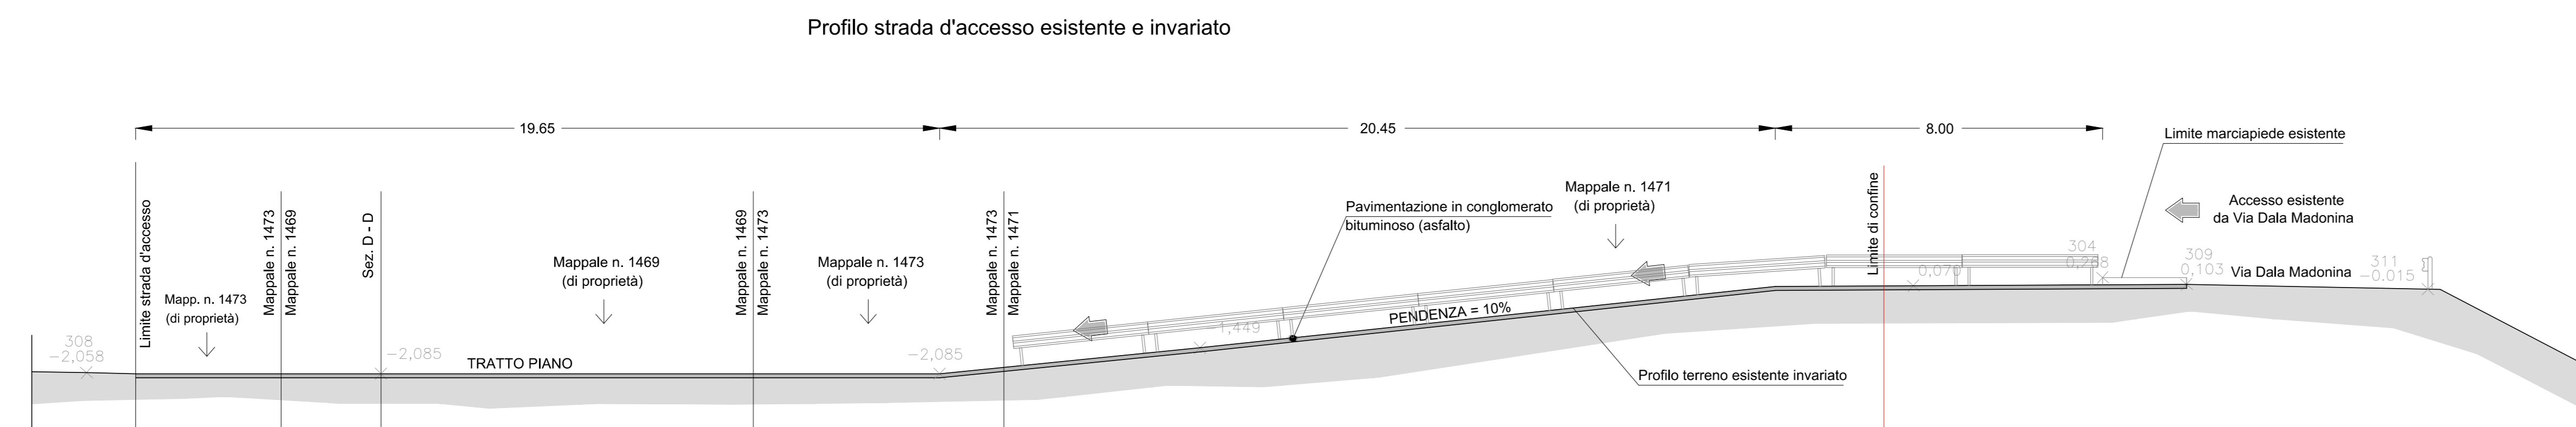 Profilo strada d'accesso esistente e invariato
19.65
20.45
8.00
Limite marciapiede esistente
Limite strada d'accesso
Mappale n. 1473
Mappale n. 1469
Sez. D - D
Mappale n. 1469
Mappale n. 1473
Mappale n. 1473
Mappale n. 1471
Limite di confine
Mappale n. 1471
(di proprietà)
Pavimentazione in conglomerato
bituminoso (asfalto)
Accesso esistente
da Via Dala Madonina
Mapp. n. 1473
(di proprietà)
Mappale n. 1469
(di proprietà)
Mappale n. 1473
(di proprietà)
304
0,268
309
0,103
Via Dala Madonina
311
-0.015
0,070
308
-2,058
-2,085
TRATTO PIANO
-2,085
-1,449
PENDENZA = 10%
Profilo terreno esistente invariato